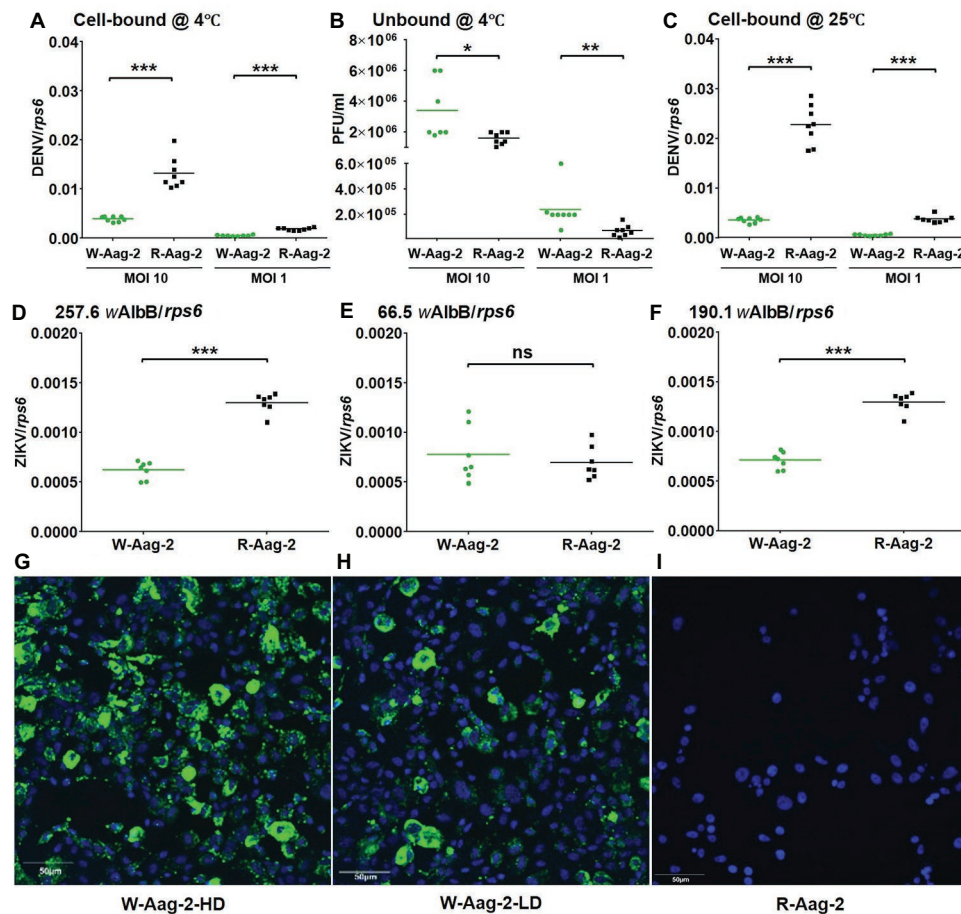 A Cell-bound @ 4°C
DENV/rps6
0.04
0.03
0.02
0.01
0.00
***
***
W-Aag-2 R-Aag-2 W-Aag-2 R-Aag-2
MOI 10 MOI 1
B Unbound @ 4°C
PFU/ml
8×10⁰⁶
6×10⁰⁶
4×10⁰⁶
2×10⁰⁶
6×10⁰⁵
4×10⁰⁵
2×10⁰⁵
*
**
W-Aag-2 R-Aag-2 W-Aag-2 R-Aag-2
MOI 10 MOI 1
C Cell-bound @ 25°C
DENV/rps6
0.04
0.03
0.02
0.01
0.00
***
***
W-Aag-2 R-Aag-2 W-Aag-2 R-Aag-2
MOI 10 MOI 1
D 257.6 wAlbB/rps6
ZIKV/rps6
0.0020
0.0015
0.0010
0.0005
0.0000
***
W-Aag-2 R-Aag-2
E 66.5 wAlbB/rps6
ZIKV/rps6
0.0020
0.0015
0.0010
0.0005
0.0000
ns
W-Aag-2 R-Aag-2
F 190.1 wAlbB/rps6
ZIKV/rps6
0.0020
0.0015
0.0010
0.0005
0.0000
***
W-Aag-2 R-Aag-2
G
50μm
W-Aag-2-HD
H
50μm
W-Aag-2-LD
I
50μm
R-Aag-2